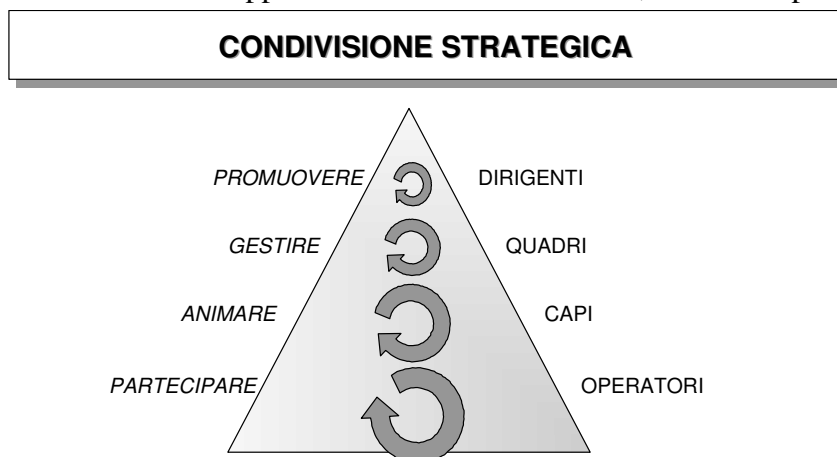 CONDIVISIONE STRATEGICA
PROMUOVERE DIRIGENTI
GESTIRE QUADRI
ANIMARE CAPI
PARTECIPARE OPERATORI